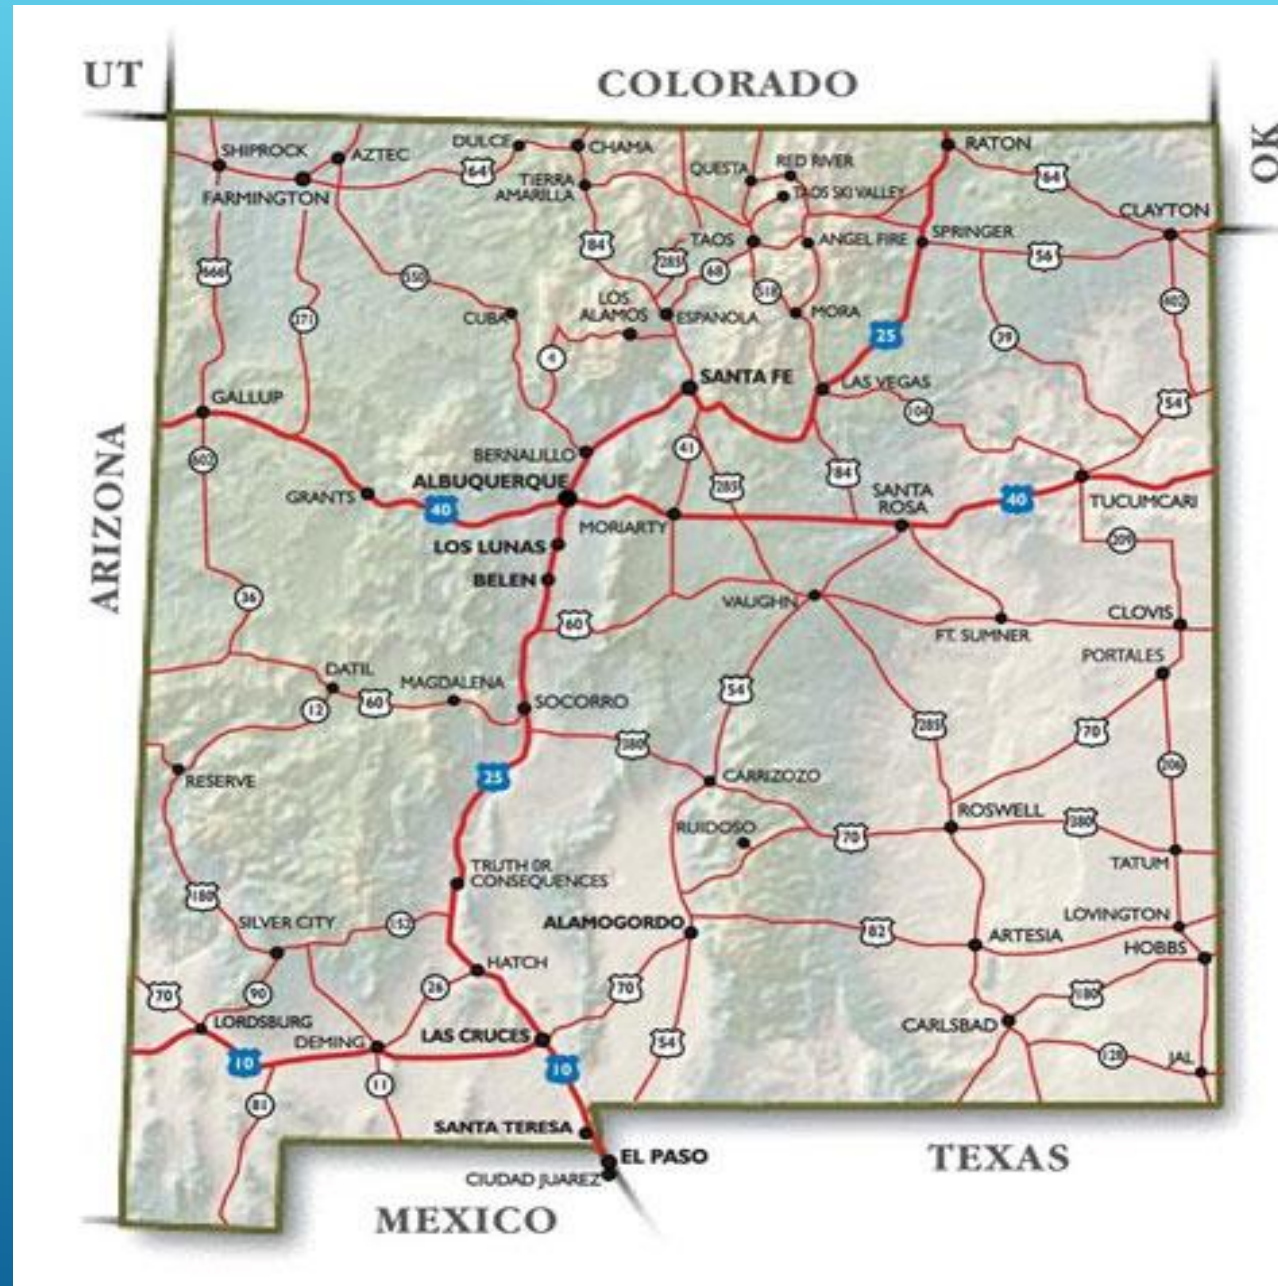 UT
COLORADO
OK
SHIPROCK
AZTEC
DULCE
CHAMA
QUESTA
RED RIVER
RATON
64
64
FARMINGTON
TIERRA
AMARILLA
TAOS SKI VALLEY
CLAYTON
84
285
TAOS
ANGEL FIRE
SPRINGER
56
666
550
68
518
371
CUBA
LOS
ALAMOS
ESPANOLA
MORA
402
25
39
4
GALLUP
SANTA FE
LAS VEGAS
104
54
ARIZONA
602
BERNALILLO
41
285
84
ALBUQUERQUE
GRANTS
40
MORIARTY
SANTA
ROSA
40
TUCUMCARI
LOS LUNAS
209
BELEN
36
60
VAUGHN
FT. SUMNER
CLOVIS
PORTALES
DATIL
MAGDALENA
60
12
SOCORRO
54
285
70
380
206
RESERVE
25
CARRIZOZO
RUIDOSO
70
ROSWELL
380
TATUM
TRUTH OR
CONSEQUENCES
180
SILVER CITY
152
ALAMOGORDO
82
ARTESIA
LOVINGTON
HOBBS
HATCH
70
90
26
70
180
LORDSBURG
DEMING
LAS CRUCES
54
CARLSBAD
128
JAL
10
10
11
81
SANTA TERESA
EL PASO
CIUDAD JUAREZ
TEXAS
MEXICO